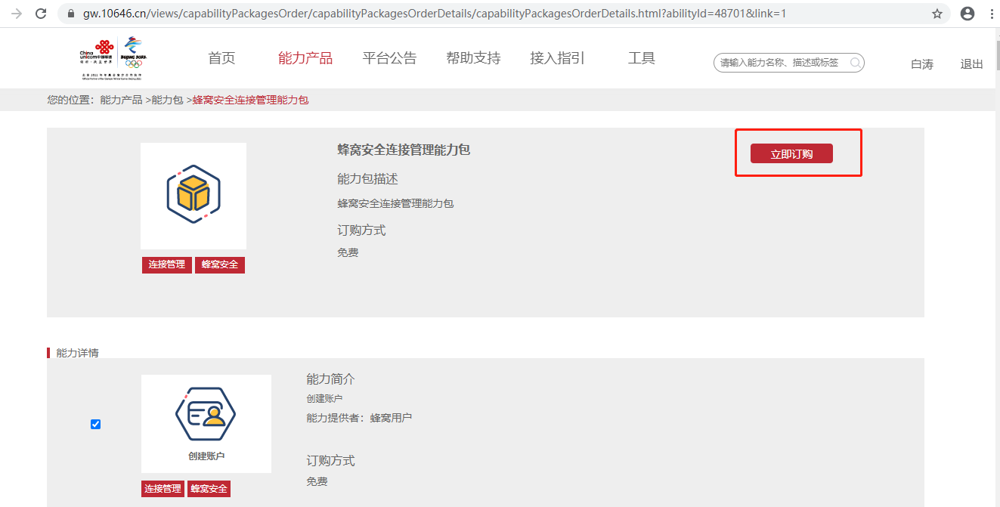 gw.10646.cn/views/capabilityPackagesOrder/capabilityPackagesOrderDetails/capabilityPackagesOrderDetails.html?abilityId=48701&link=1
China unicom中国联通
BEIJING 2022
首页 能力产品 平台公告 帮助支持 接入指引 工具 请输入能力名称、描述或标签 白涛 退出
您的位置：能力产品 >能力包 >蜂窝安全连接管理能力包
蜂窝安全连接管理能力包
立即订购
能力包描述
蜂窝安全连接管理能力包
订购方式
免费
连接管理 蜂窝安全
能力详情
能力简介
创建账户
能力提供者：蜂窝用户
创建账户
订购方式
免费
连接管理 蜂窝安全